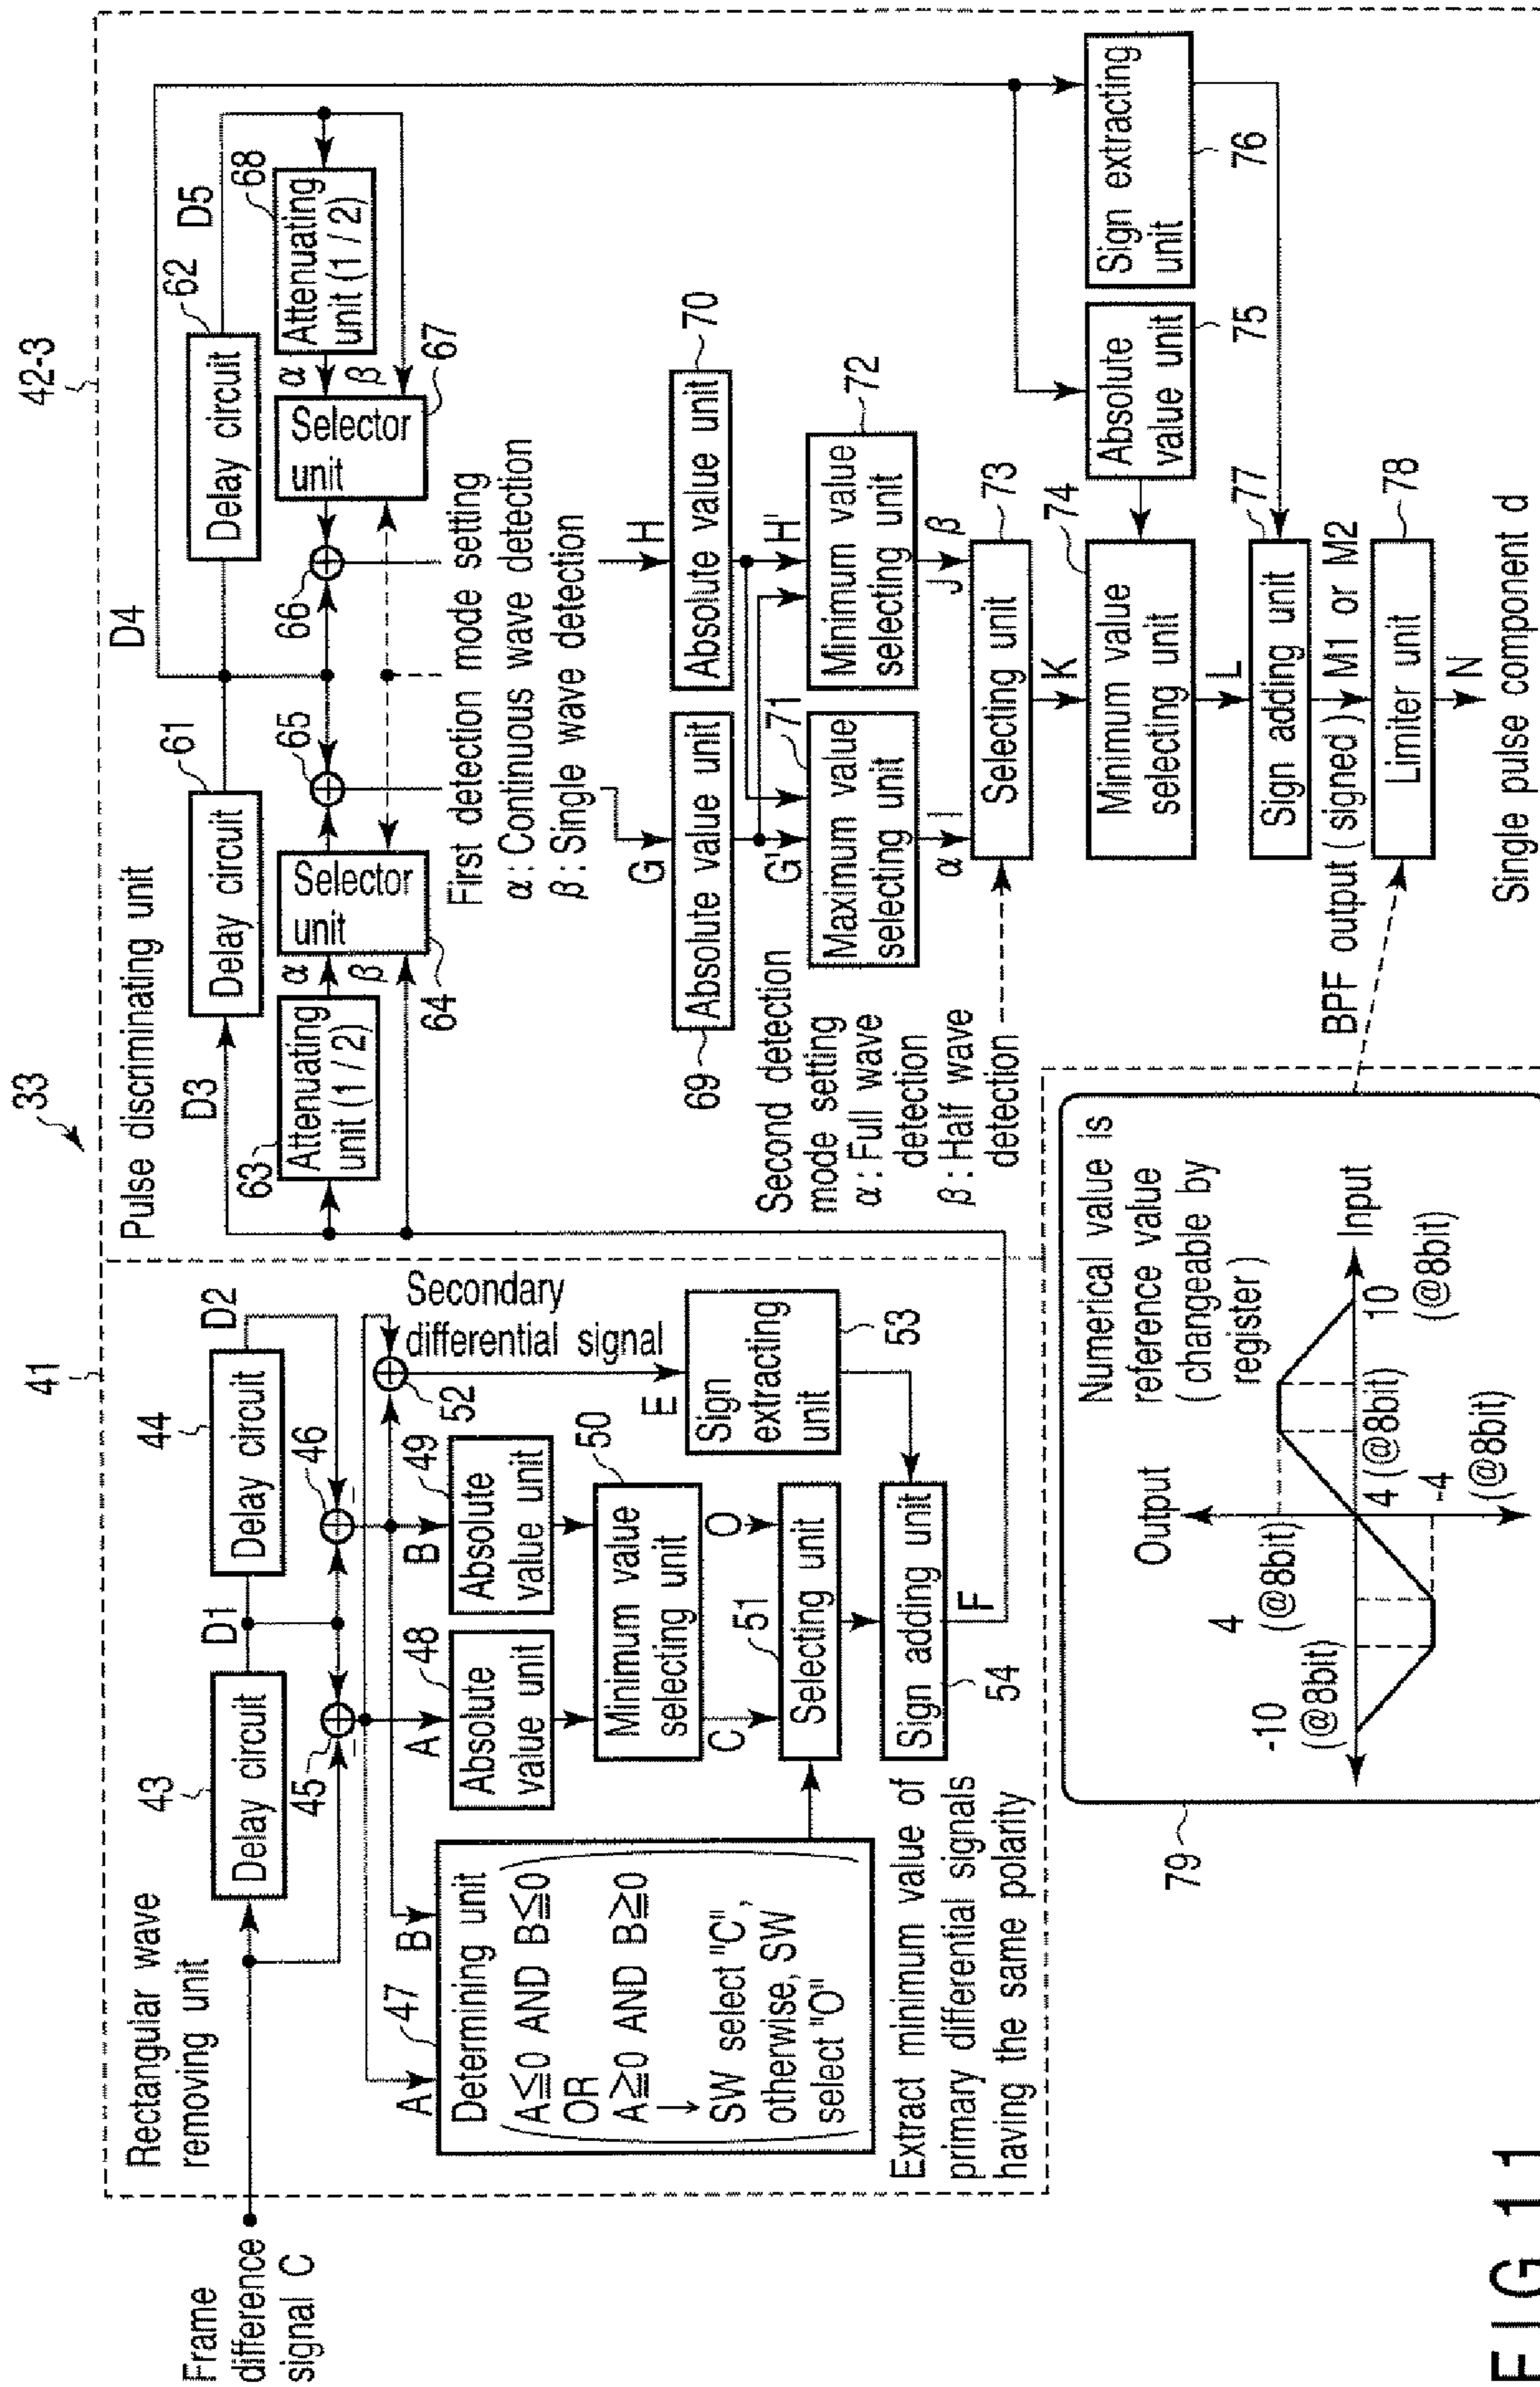 33
41
42-3
Rectangular wave
removing unit
Frame
difference
signal C
43
Delay circuit
D1
44
Delay circuit
D2
45
46
−
−
A
B
47
Determining unit
A≦0 AND B≦0
OR
A≧0 AND B≧0
→
SW select "C",
otherwise, SW
select "O"
A
48
Absolute
value unit
B
49
Absolute
value unit
52
Secondary
differential signal
E
50
Minimum value
selecting unit
Sign
extracting
unit
53
C
O
51
Selecting unit
Sign adding unit
54
F
Extract minimum value of
primary differential signals
having the same polarity
Pulse discriminating unit
D3
61
Delay circuit
D4
62
Delay circuit
D5
63
Attenuating
unit (1 / 2)
α
β
Selector
unit
64
65
66
Selector
unit
67
α
β
68
Attenuating
unit (1 / 2)
First detection mode setting
α : Continuous wave detection
β : Single wave detection
G
H
69
Absolute value unit
Absolute value unit
70
G'
H'
71
Maximum value
selecting unit
72
Minimum value
selecting unit
Second detection
mode setting
α : Full wave
detection
β : Half wave
detection
α
I
J
β
Selecting unit
73
K
74
Minimum value
selecting unit
Absolute
value unit
75
Sign extracting
unit
76
L
77
Sign adding unit
BPF output ( signed ) M1 or M2
78
Limiter unit
N
Single pulse component d
79
Numerical value is
reference value
( changeable by
register )
Output
Input
4
(@8bit)
-10
(@8bit)
4 (@8bit)
10
(@8bit)
-4
(@8bit)
FIG. 11